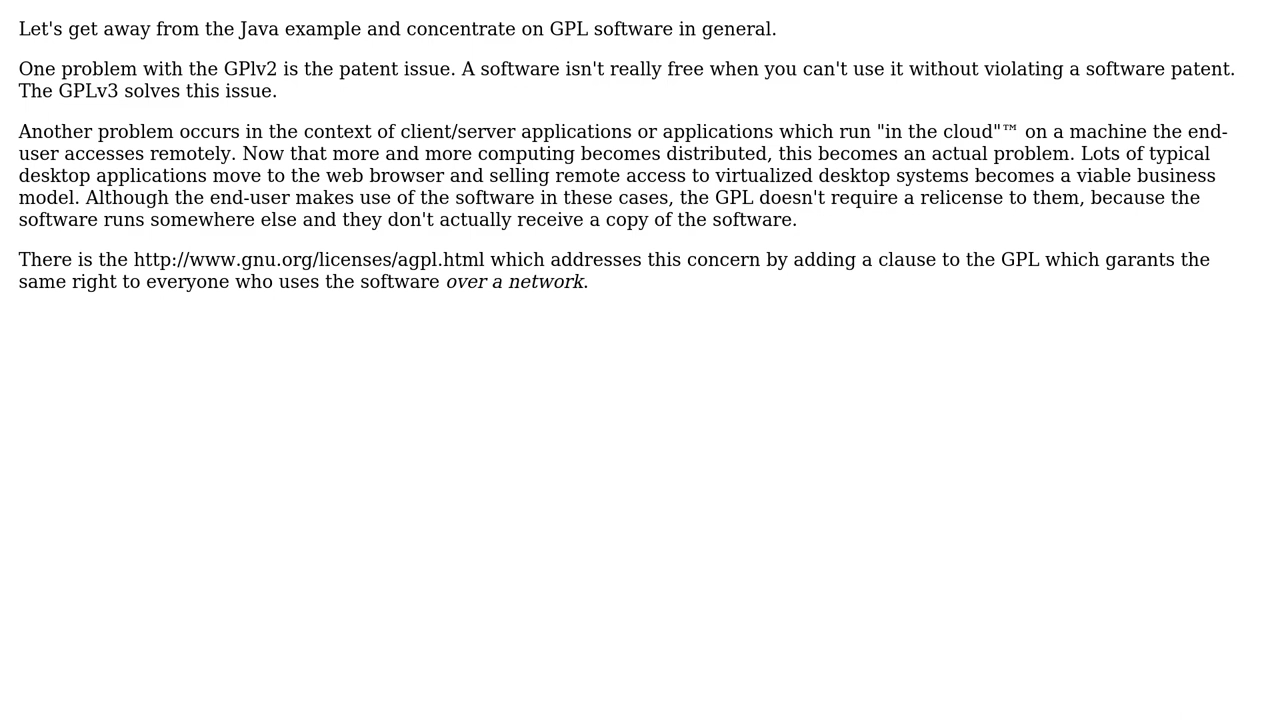 Let's get away from the Java example and concentrate on GPL software in general.
One problem with the GPlv2 is the patent issue. A software isn't really free when you can't use it without violating a software patent.
The GPLv3 solves this issue.
Another problem occurs in the context of client/server applications or applications which run "in the cloud"™ on a machine the end-
user accesses remotely. Now that more and more computing becomes distributed, this becomes an actual problem. Lots of typical
desktop applications move to the web browser and selling remote access to virtualized desktop systems becomes a viable business
model. Although the end-user makes use of the software in these cases, the GPL doesn't require a relicense to them, because the
software runs somewhere else and they don't actually receive a copy of the software.
There is the http://www.gnu.org/licenses/agpl.html which addresses this concern by adding a clause to the GPL which garants the
same right to everyone who uses the software over a network.